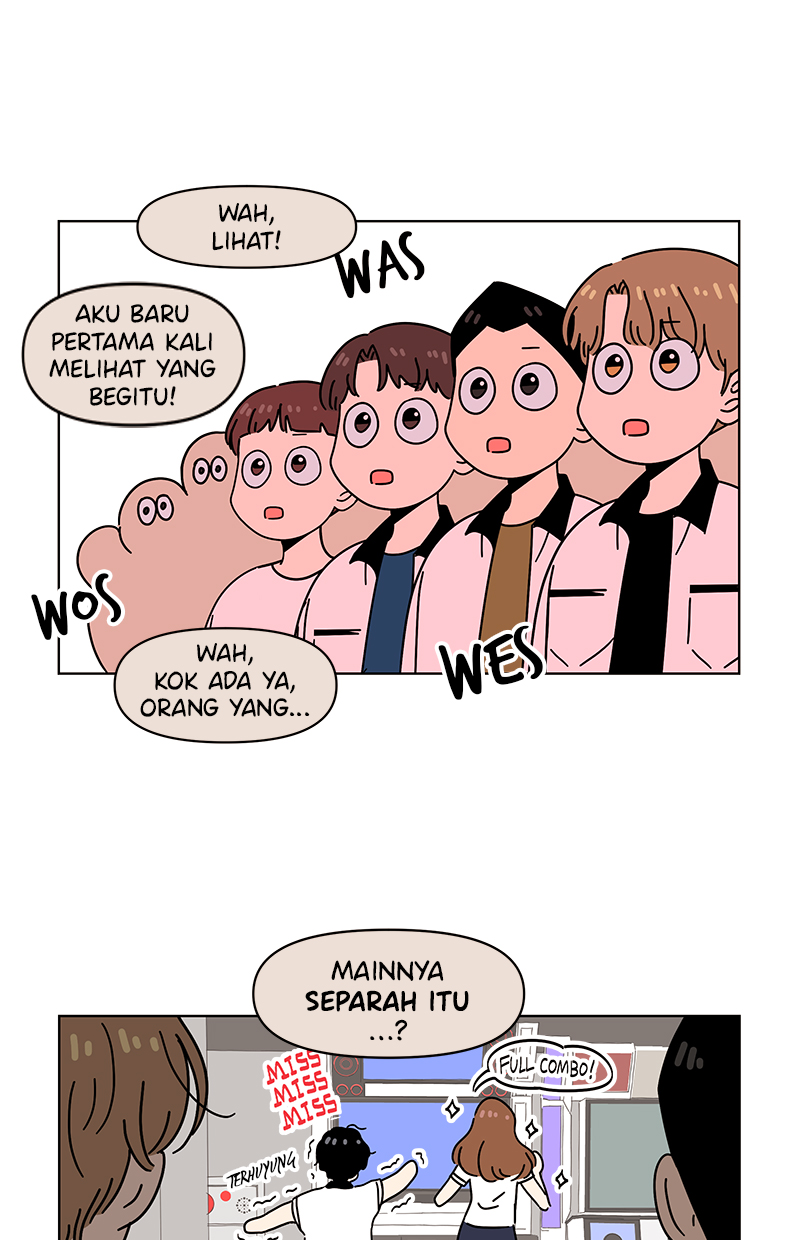 WAH,
LIHAT!
WAS
AKU BARU
PERTAMA KALI
MELIHAT YANG
BEGITU!
WOS
WES
WAH,
KOK ADA YA,
ORANG YANG...
MAINNYA
SEPARAH ITU
...?
MISS
MISS
MISS
FULL COMBO!
TERHUYUNG